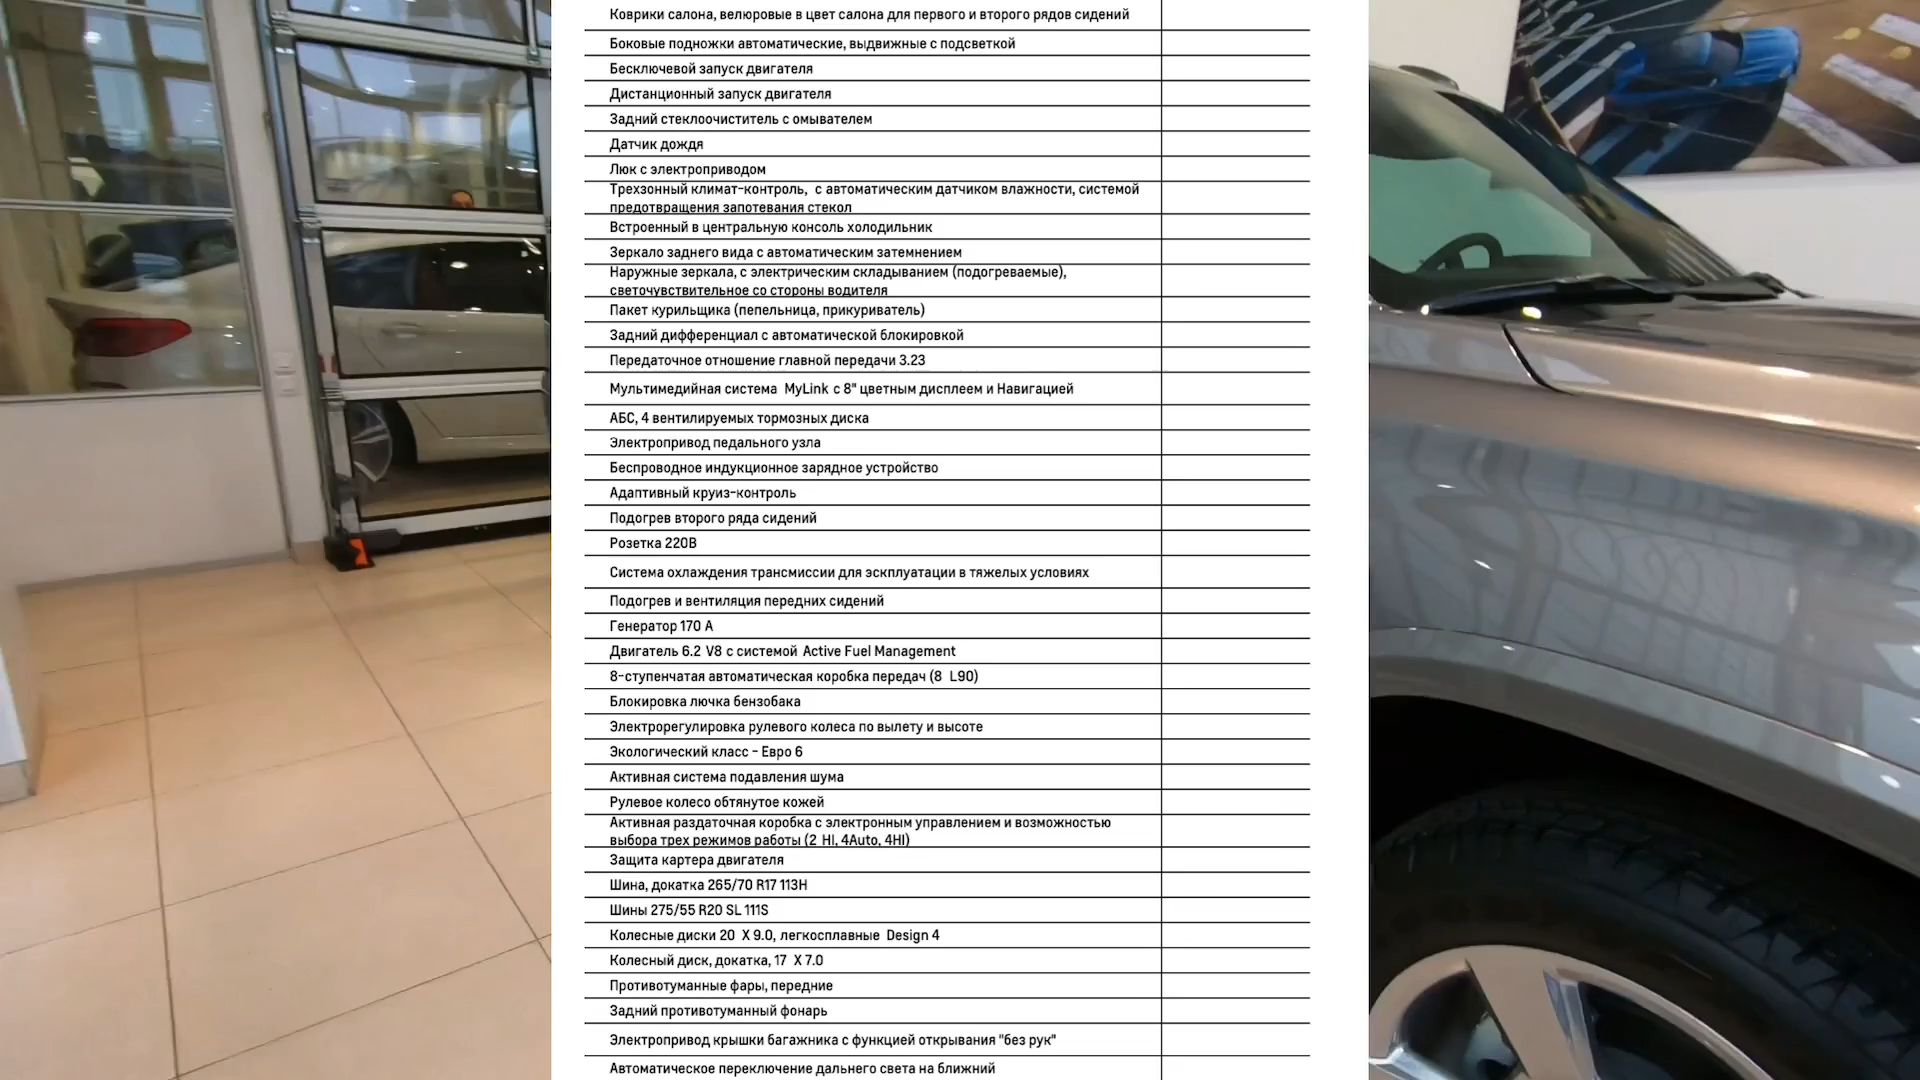 Коврики салона, велюровые в цвет салона для первого и второго рядов сидений
Боковые подножки автоматические, выдвижные с подсветкой
Бесключевой запуск двигателя
Дистанционный запуск двигателя
Задний стеклоочиститель с омывателем
Датчик дождя
Люк с электроприводом
Трехзонный климат-контроль, с автоматическим датчиком влажности, системой
предотвращения запотевания стекол
Встроенный в центральную консоль холодильник
Зеркало заднего вида с автоматическим затемнением
Наружные зеркала, с электрическим складыванием (подогреваемые),
светочувствительное со стороны водителя
Пакет курильщика (пепельница, прикуриватель)
Задний дифференциал с автоматической блокировкой
Передаточное отношение главной передачи 3.23
Мультимедийная система MyLink с 8" цветным дисплеем и Навигацией
АБС, 4 вентилируемых тормозных диска
Электропривод педального узла
Беспроводное индукционное зарядное устройство
Адаптивный круиз-контроль
Подогрев второго ряда сидений
Розетка 220В
Система охлаждения трансмиссии для эскплуатации в тяжелых условиях
Подогрев и вентиляция передних сидений
Генератор 170 А
Двигатель 6.2 V8 с системой Active Fuel Management
8-ступенчатая автоматическая коробка передач (8 L90)
Блокировка лючка бензобака
Электрорегулировка рулевого колеса по вылету и высоте
Экологический класс - Евро 6
Активная система подавления шума
Рулевое колесо обтянутое кожей
Активная раздаточная коробка с электронным управлением и возможностью
выбора трех режимов работы (2 HI, 4Auto, 4HI)
Защита картера двигателя
Шина, докатка 265/70 R17 113H
Шины 275/55 R20 SL 111S
Колесные диски 20 X 9.0, легкосплавные Design 4
Колесный диск, докатка, 17 X 7.0
Противотуманные фары, передние
Задний противотуманный фонарь
Электропривод крышки багажника с функцией открывания "без рук"
Автоматическое переключение дальнего света на ближний